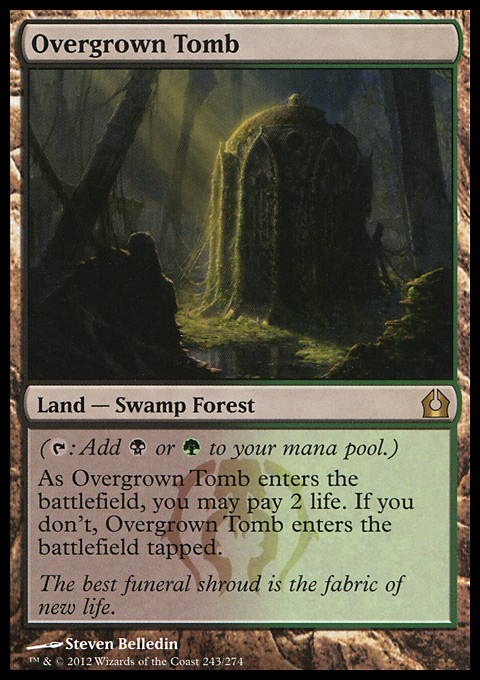 Overgrown Tomb
Land — Swamp Forest
(: Add  or  to your mana pool.)
As Overgrown Tomb enters the
battlefield, you may pay 2 life. If you
don't, Overgrown Tomb enters the
battlefield tapped.
The best funeral shroud is the fabric of
new life.
Steven Belledin
™ & © 2012 Wizards of the Coast 243/274